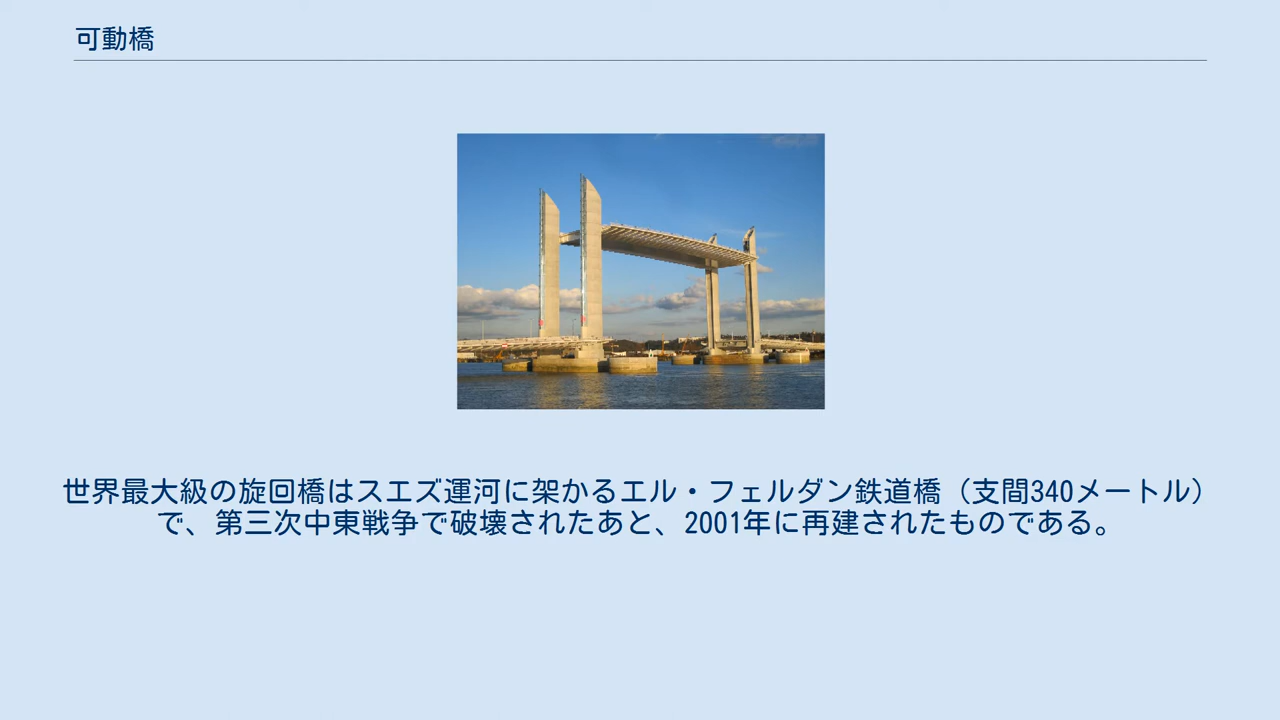 可動橋
世界最大級の旋回橋はスエズ運河に架かるエル・フェルダン鉄道橋（支間340メートル）
で、第三次中東戦争で破壊されたあと、2001年に再建されたものである。